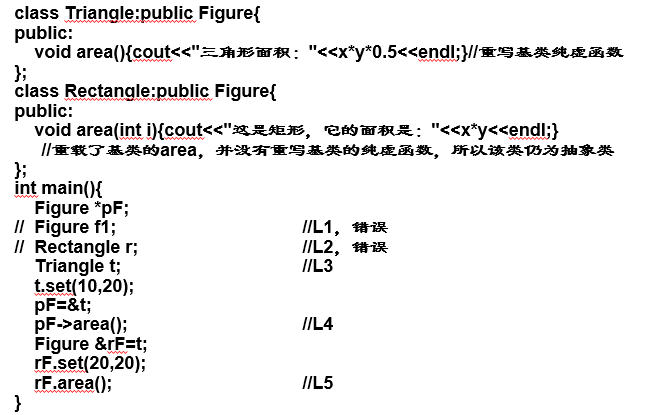 class Triangle:public Figure{
public:
void area(){cout<<"三角形面积："<<x*y*0.5<<endl;}//重写基类纯虚函数
};
class Rectangle:public Figure{
public:
void area(int i){cout<<"这是矩形，它的面积是："<<x*y<<endl;}
//重载了基类的area，并没有重写基类的纯虚函数，所以该类仍为抽象类
};
int main(){
Figure *pF;
// Figure f1; //L1，错误
// Rectangle r; //L2，错误
Triangle t; //L3
t.set(10,20);
pF=&t;
pF->area(); //L4
Figure &rF=t;
rF.set(20,20);
rF.area(); //L5
}